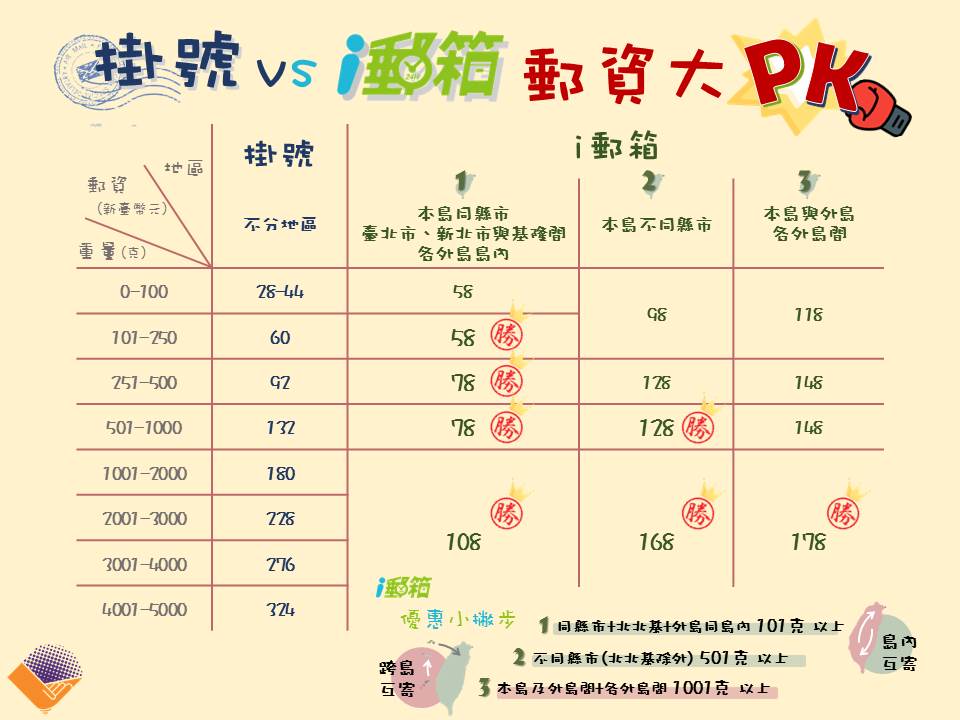 掛號 vs i郵箱 郵資大PK
地區
郵資
(新臺幣元)
重量(克)
掛號
不分地區
i郵箱
1
本島同縣市
臺北市、新北市與基隆間
各外島島內
2
本島不同縣市
3
本島與外島
各外島間
0-100 28-44 58 98 118
101-250 60 58 勝
251-500 92 78 勝 128 148
501-1000 132 78 勝 128 勝 148
1001-2000 180
2001-3000 228 勝 勝 勝
108 168 178
3001-4000 276
4001-5000 324
i郵箱
優惠小撇步
1 同縣市+北北基+外島同島內 101克 以上
2 不同縣市(北北基除外) 501克 以上
3 本島及外島間+各外島間 1001克 以上
跨島
互寄
島內
互寄